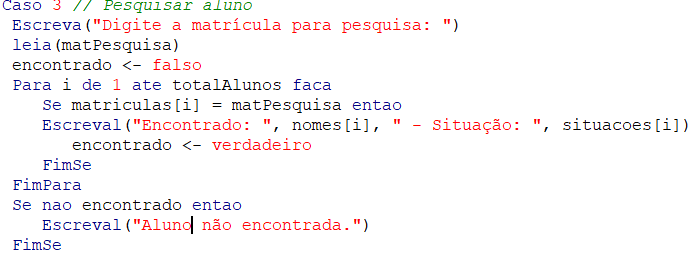 Caso 3 // Pesquisar aluno
Escreva("Digite a matrícula para pesquisa: ")
leia(matPesquisa)
encontrado <- falso
Para i de 1 ate totalAlunos faca
Se matriculas[i] = matPesquisa entao
Escreval("Encontrado: ", nomes[i], " - Situação: ", situacoes[i])
encontrado <- verdadeiro
FimSe
FimPara
Se nao encontrado entao
Escreval("Aluno não encontrada.")
FimSe